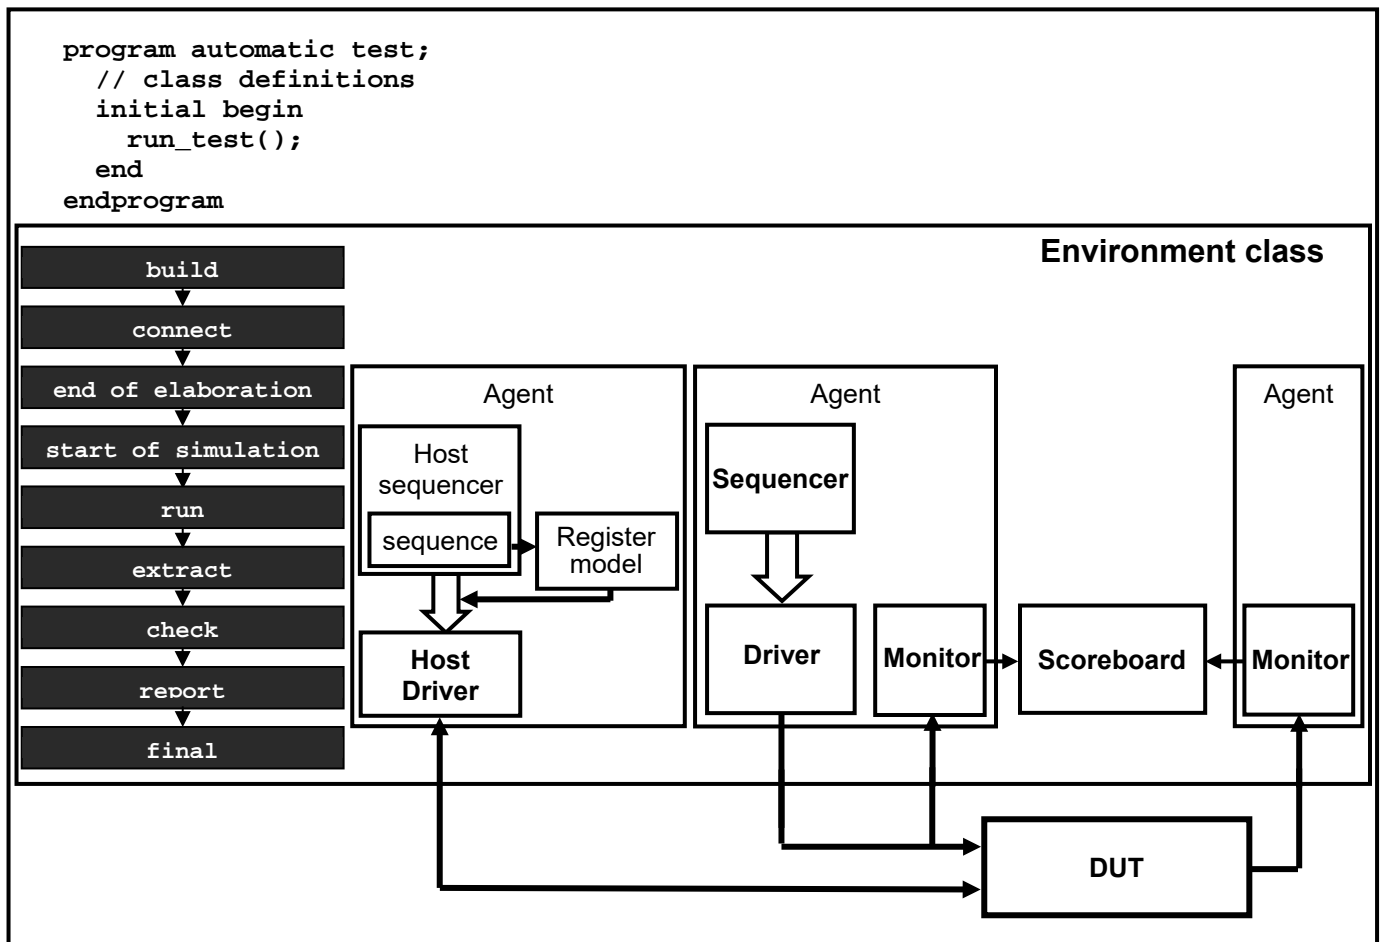 program automatic test;
// class definitions
initial begin
run_test();
end
endprogram
Environment class
build
connect
end of elaboration
start of simulation
run
extract
check
report
final
Agent
Host
sequencer
sequence
Register
model
Host
Driver
Agent
Sequencer
Driver
Monitor
Scoreboard
Agent
Monitor
DUT